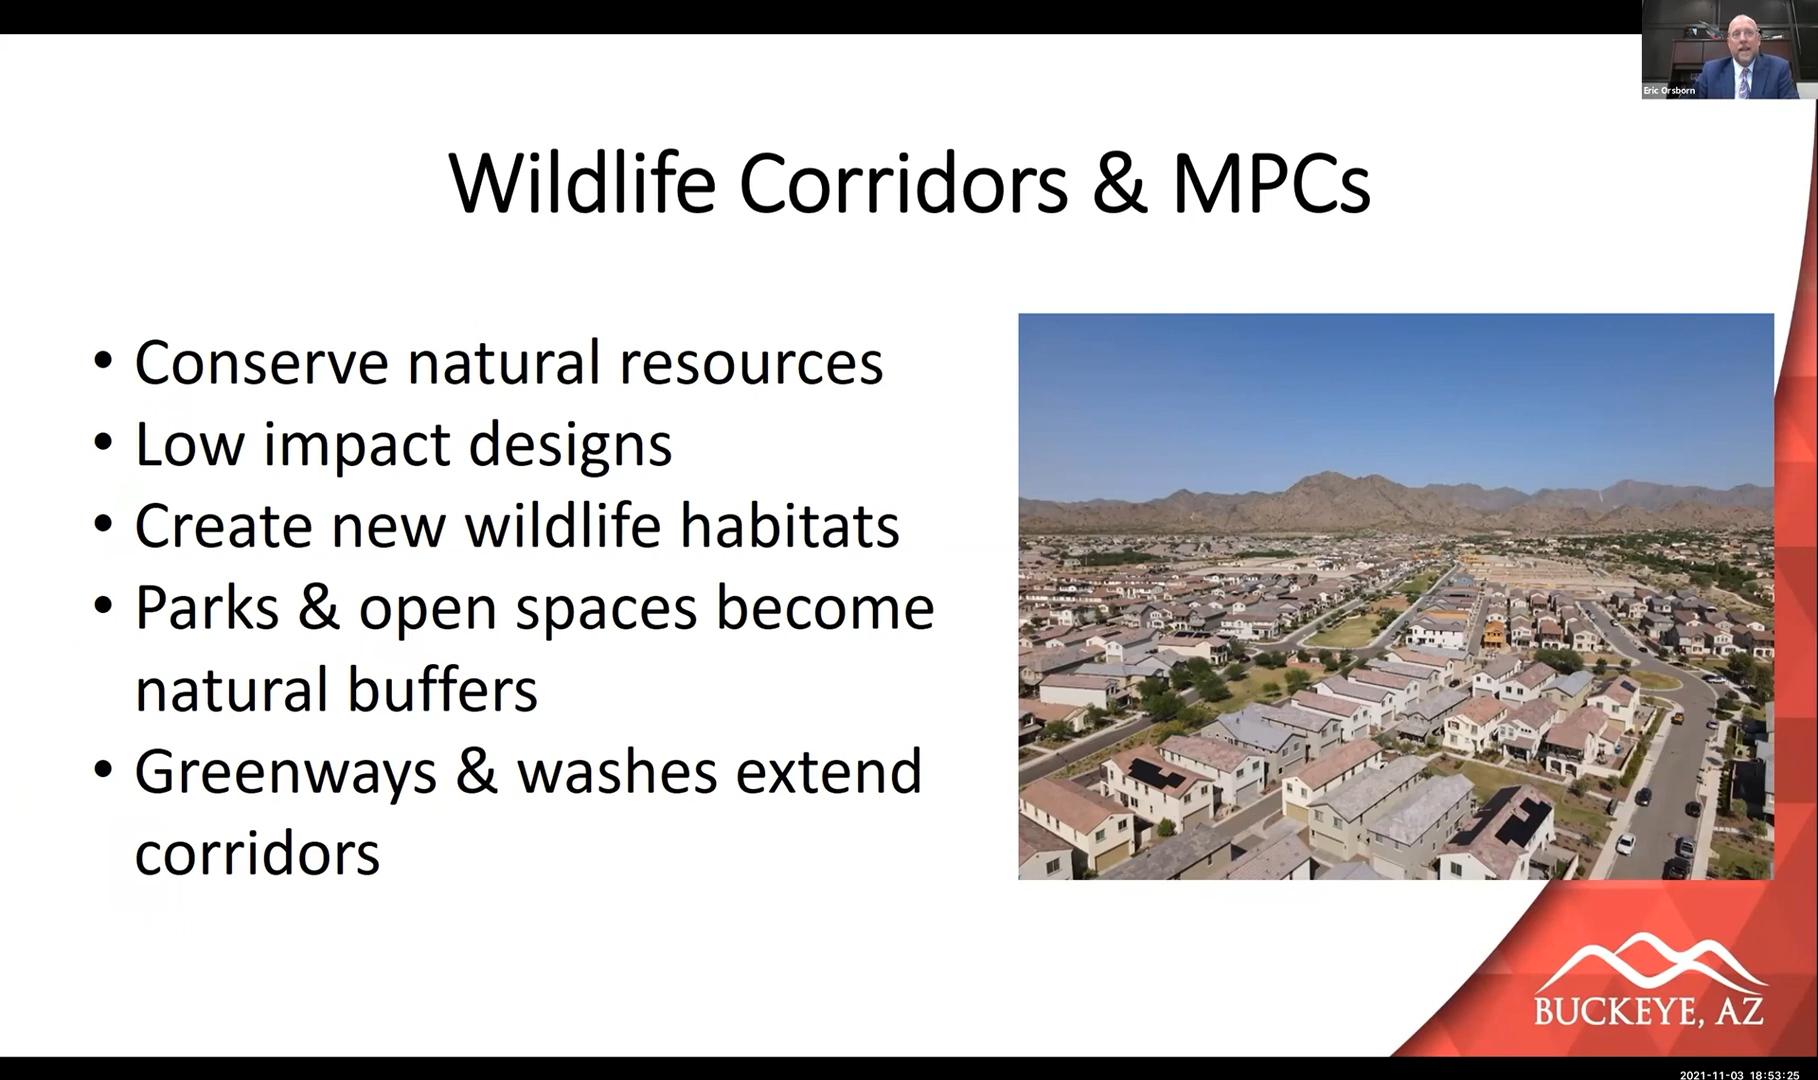 Eric Orsborn
Wildlife Corridors & MPCs
• Conserve natural resources
• Low impact designs
• Create new wildlife habitats
• Parks & open spaces become
natural buffers
• Greenways & washes extend
corridors
BUCKEYE, AZ
2021-11-03 18:53:25